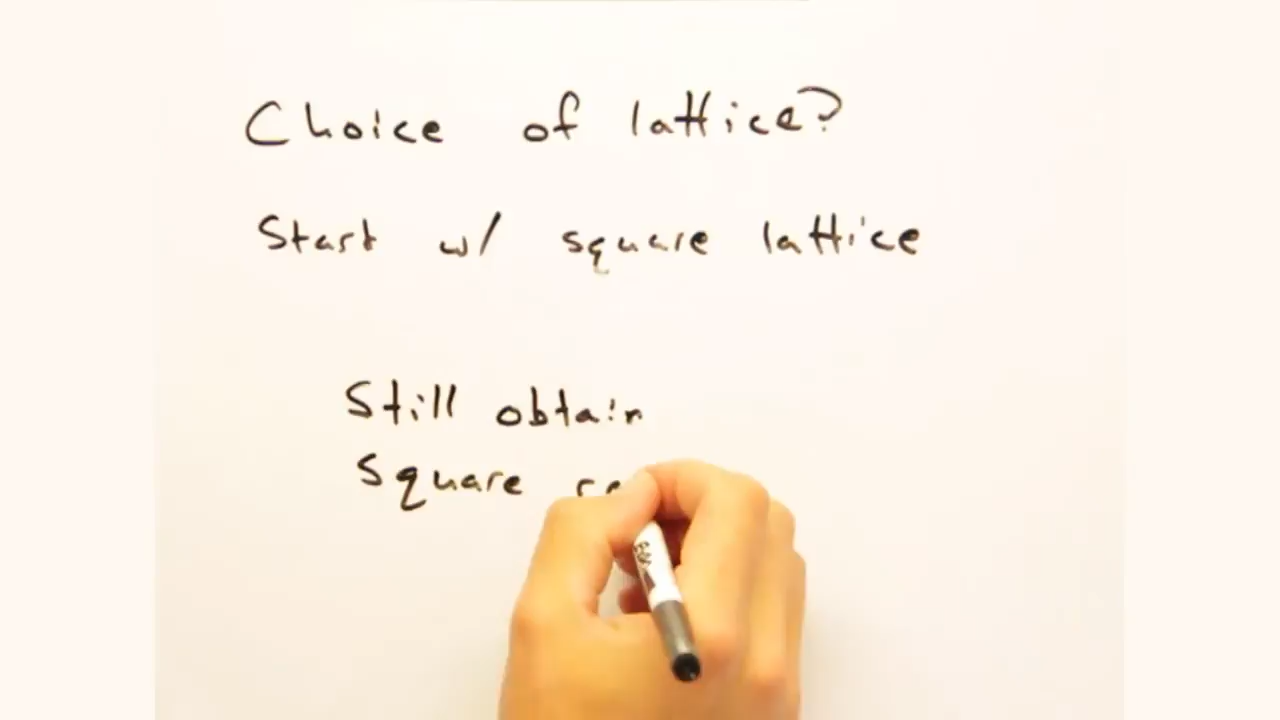 Choice of lattice?
Start w/ square lattice
Still obtain
square